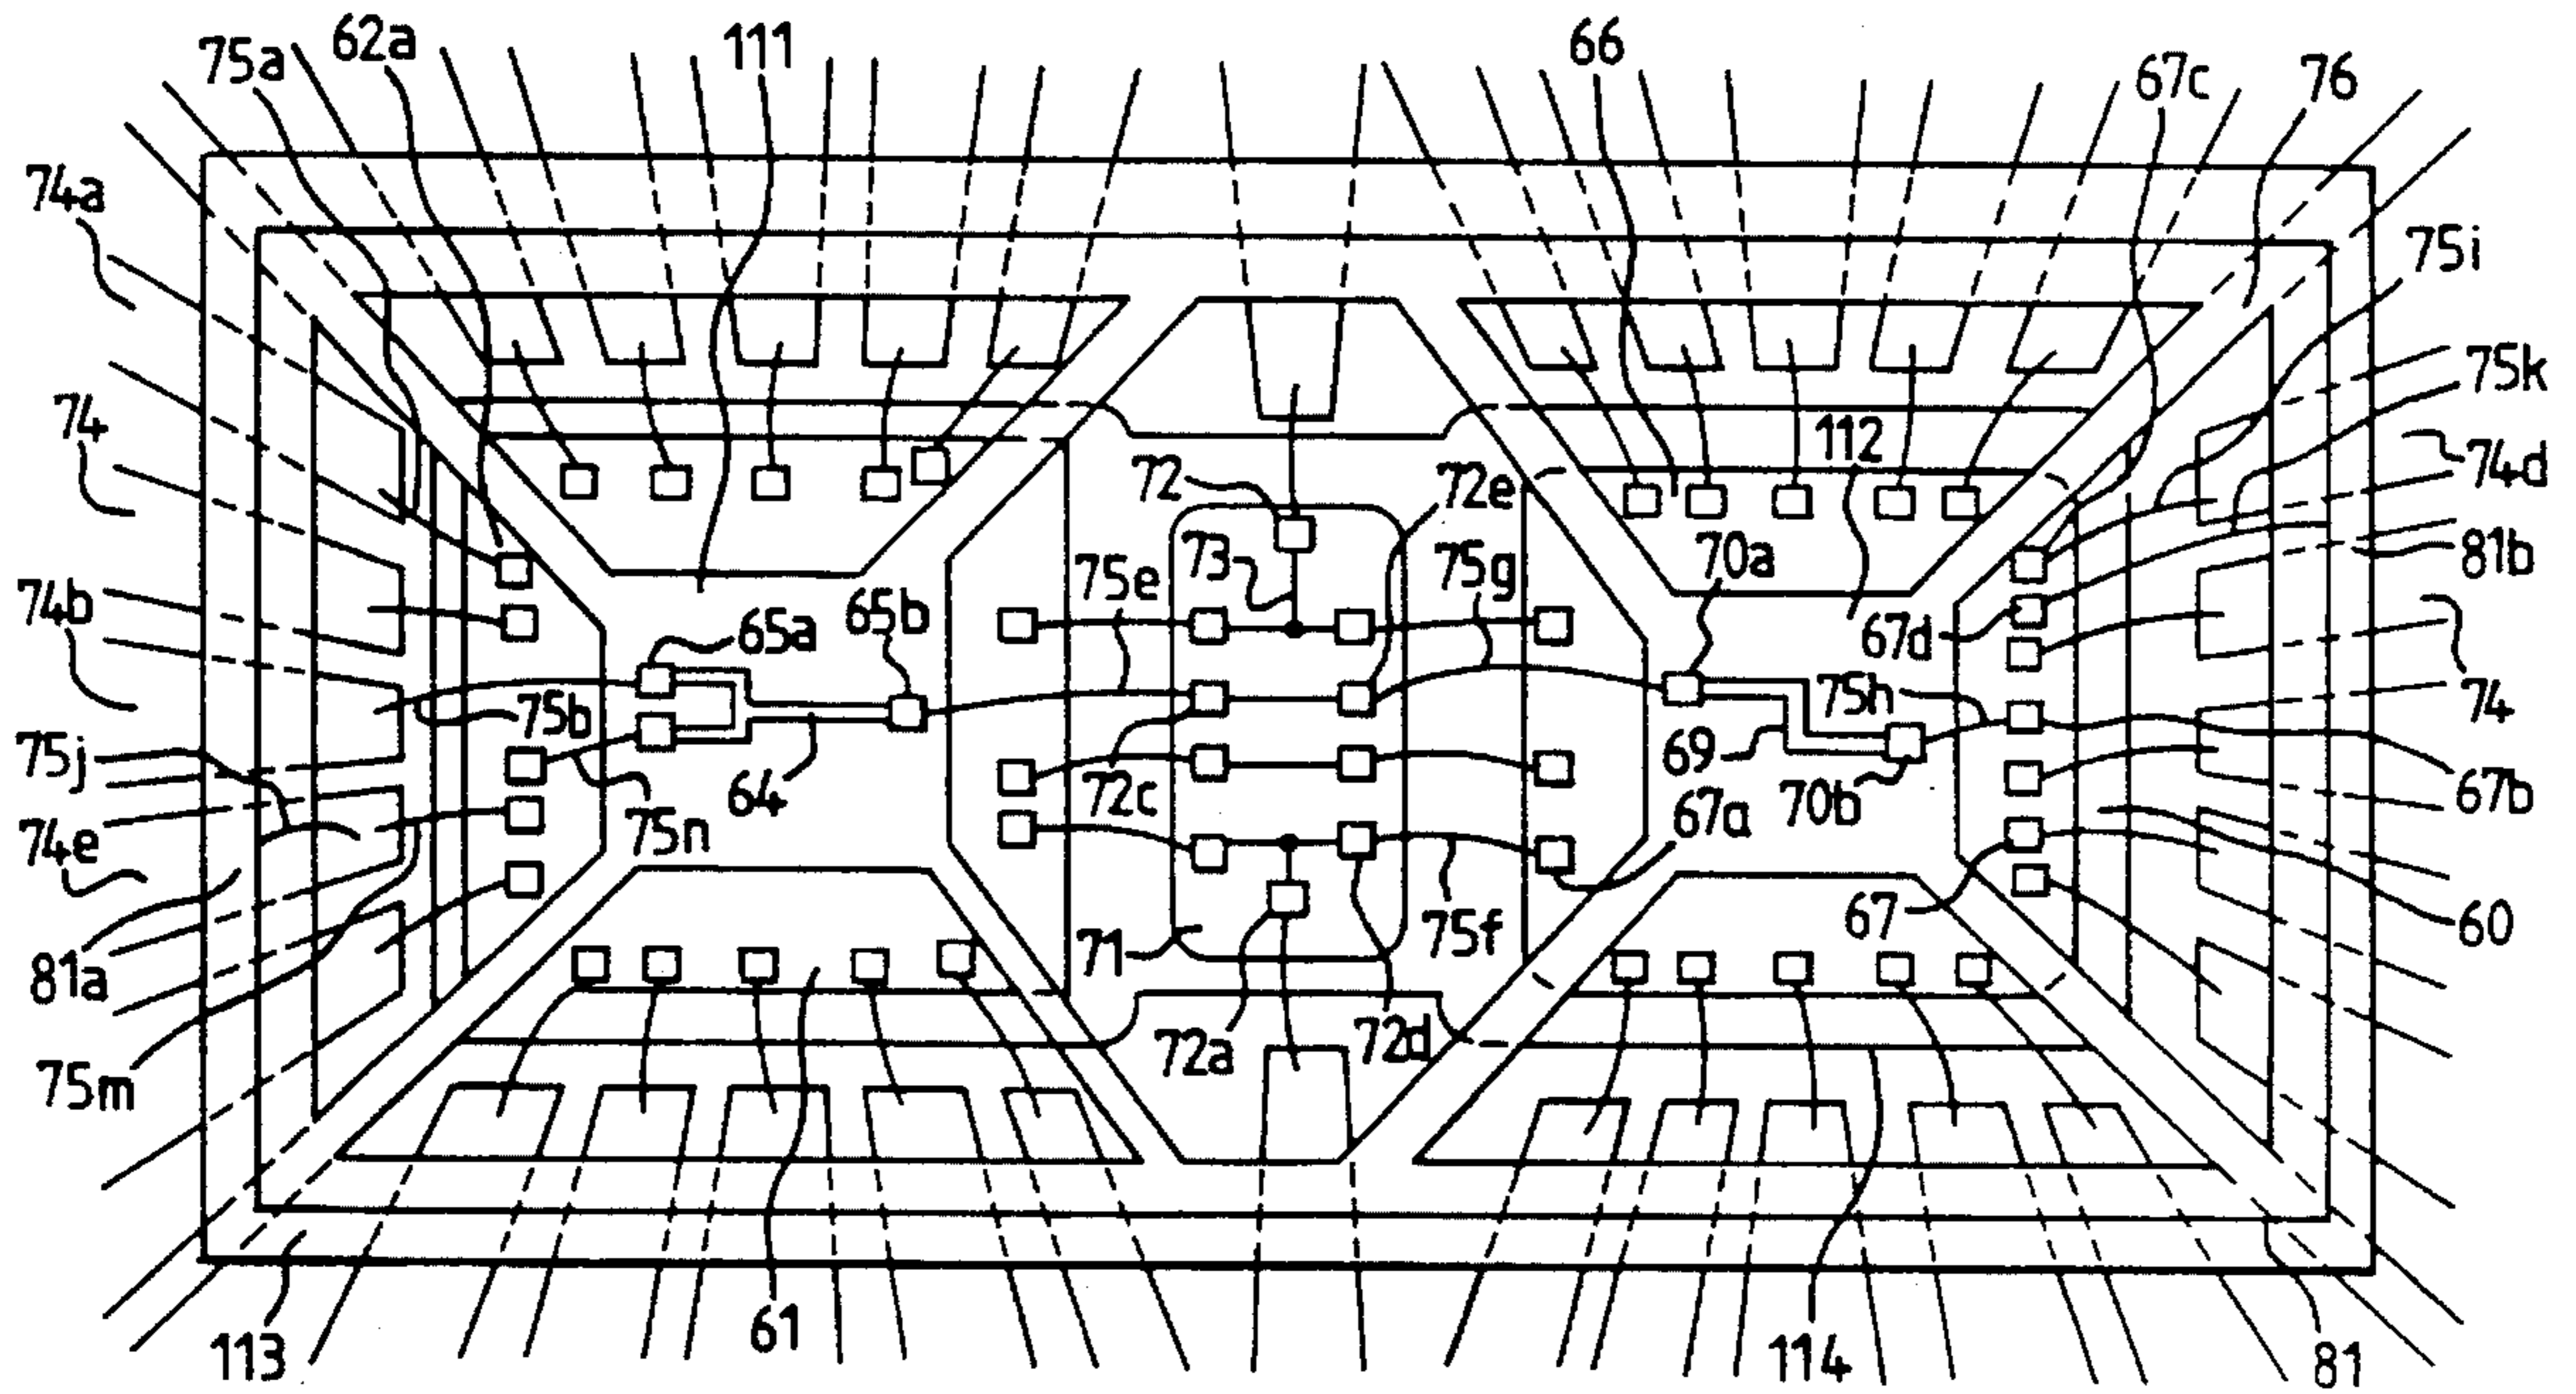 75a 62a 111 66 67c 76
74a 75i
75k
74 112 74d
72 72e
73 70a 81b
75e 75g
74b 65a 65b 67d
75b 75h 74
75j 69
64 72c 70b 67b
74e 75n 67a
71 75f 67 60
81a
72a 72d
75m
113 61 114 81